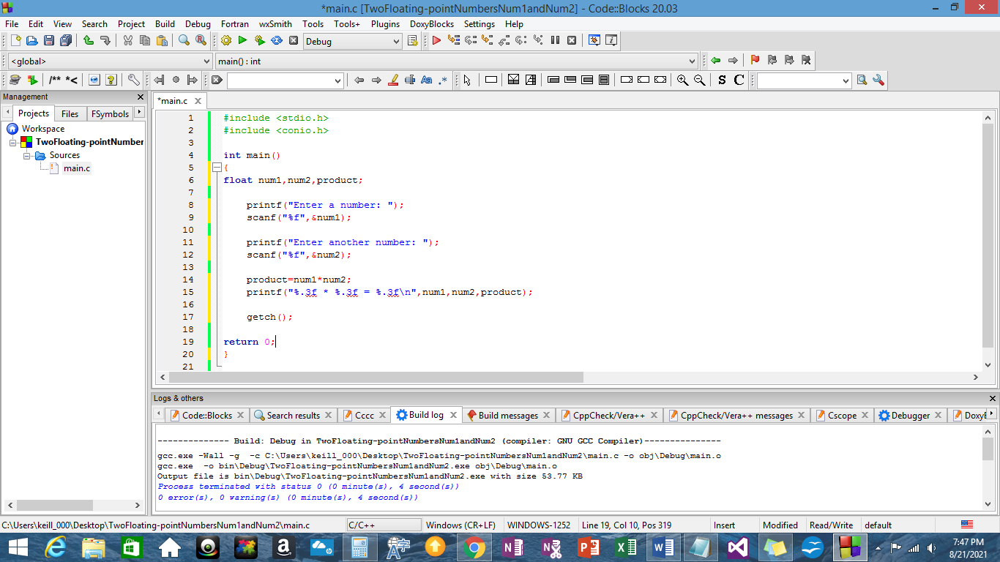 *main.c [TwoFloating-pointNumbersNum1andNum2] - Code::Blocks 20.03
File Edit View Search Project Build Debug Fortran wxSmith Tools Tools+ Plugins DoxyBlocks Settings Help
Debug
<global> main() : int
/** *< S C
Management
*main.c
Projects Files FSymbols
Workspace
TwoFloating-pointNumber
Sources
main.c
1 #include <stdio.h>
2 #include <conio.h>
3
4 int main()
5 {
6 float num1,num2,product;
7
8 printf("Enter a number: ");
9 scanf("%f",&num1);
10
11 printf("Enter another number: ");
12 scanf("%f",&num2);
13
14 product=num1*num2;
15 printf("%.3f * %.3f = %.3f\n",num1,num2,product);
16
17 getch();
18
19 return 0;
20 }
21
Logs & others
Code::Blocks Search results Cccc Build log Build messages CppCheck/Vera++ CppCheck/Vera++ messages Cscope Debugger DoxyB
-------------- Build: Debug in TwoFloating-pointNumbersNum1andNum2 (compiler: GNU GCC Compiler)---------------
gcc.exe -Wall -g  -c C:\Users\keill_000\Desktop\TwoFloating-pointNumbersNum1andNum2\main.c -o obj\Debug\main.o
gcc.exe  -o bin\Debug\TwoFloating-pointNumbersNum1andNum2.exe obj\Debug\main.o
Output file is bin\Debug\TwoFloating-pointNumbersNum1andNum2.exe with size 53.77 KB
Process terminated with status 0 (0 minute(s), 4 second(s))
0 error(s), 0 warning(s) (0 minute(s), 4 second(s))
C:\Users\keill_000\Desktop\TwoFloating-pointNumbersNum1andNum2\main.c C/C++ Windows (CR+LF) WINDOWS-1252 Line 19, Col 10, Pos 319 Insert Modified Read/Write default
7:47 PM
8/21/2021